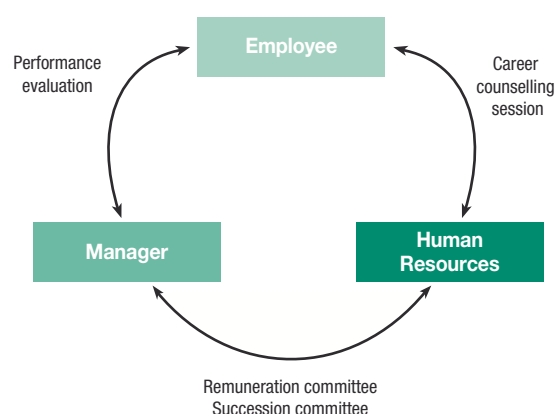 Employee
Performance
evaluation
Career
counselling
session
Manager
Human
Resources
Remuneration committee
Succession committee